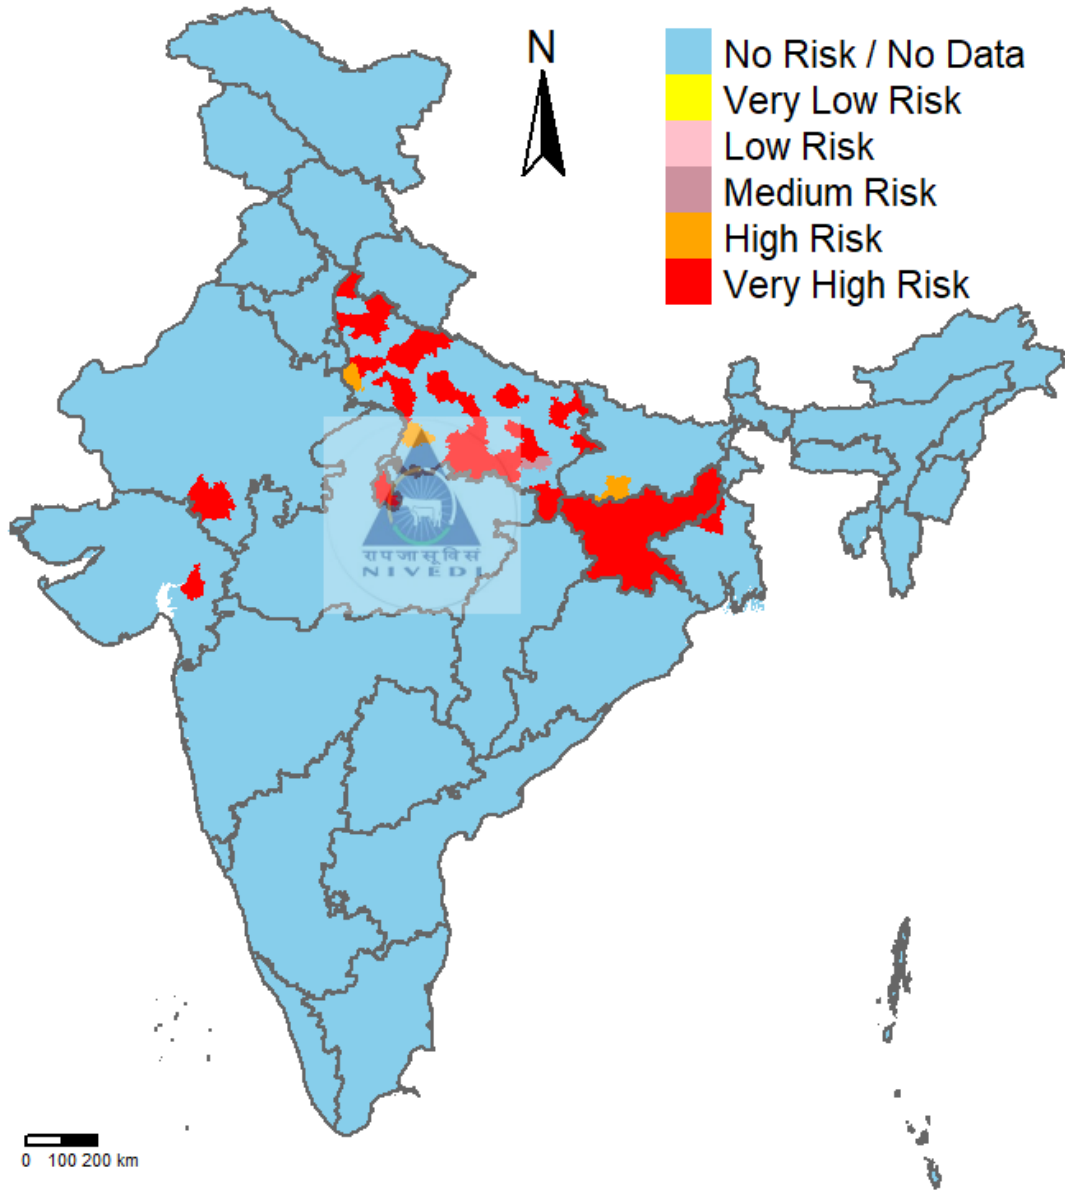 N
No Risk / No Data
Very Low Risk
Low Risk
Medium Risk
High Risk
Very High Risk
रापजासूविसं
NIVEDI
0 100 200 km